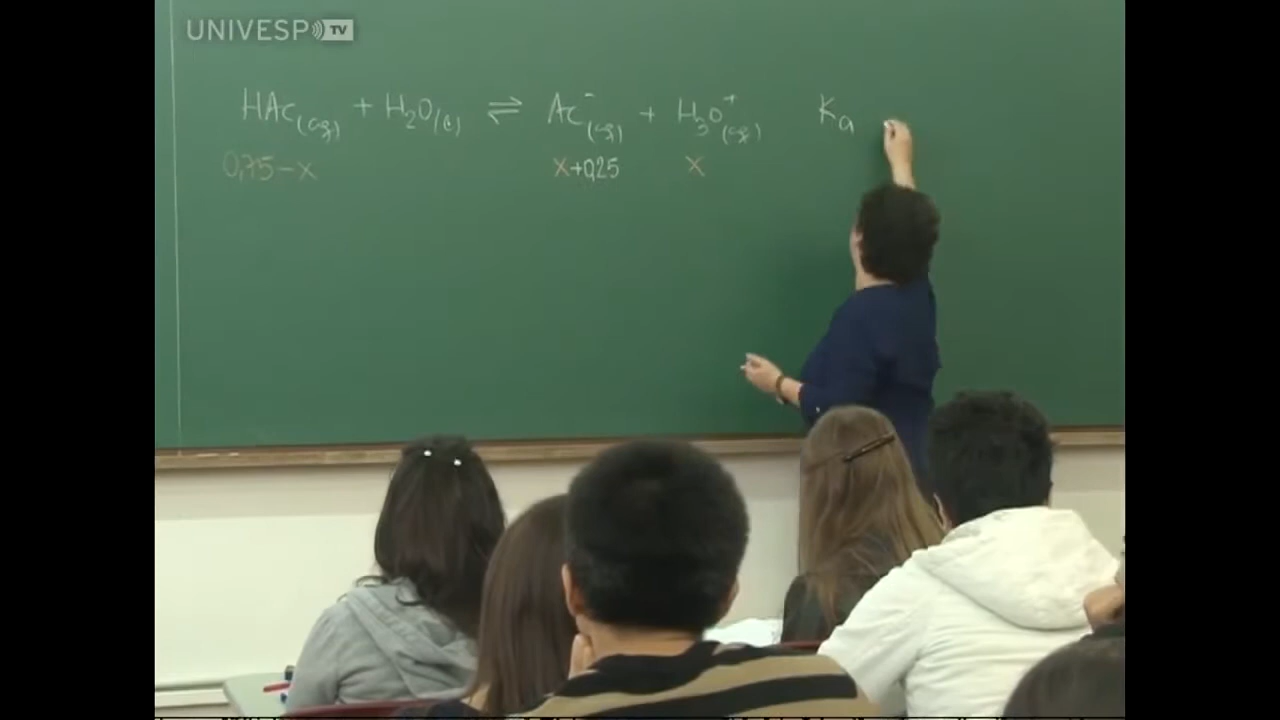 UNIVESP TV
HAc(aq) + H₂O(l) ⇌ Ac⁻(aq) + H₃O⁺(aq) Ka
0,75-x x+0,25 x